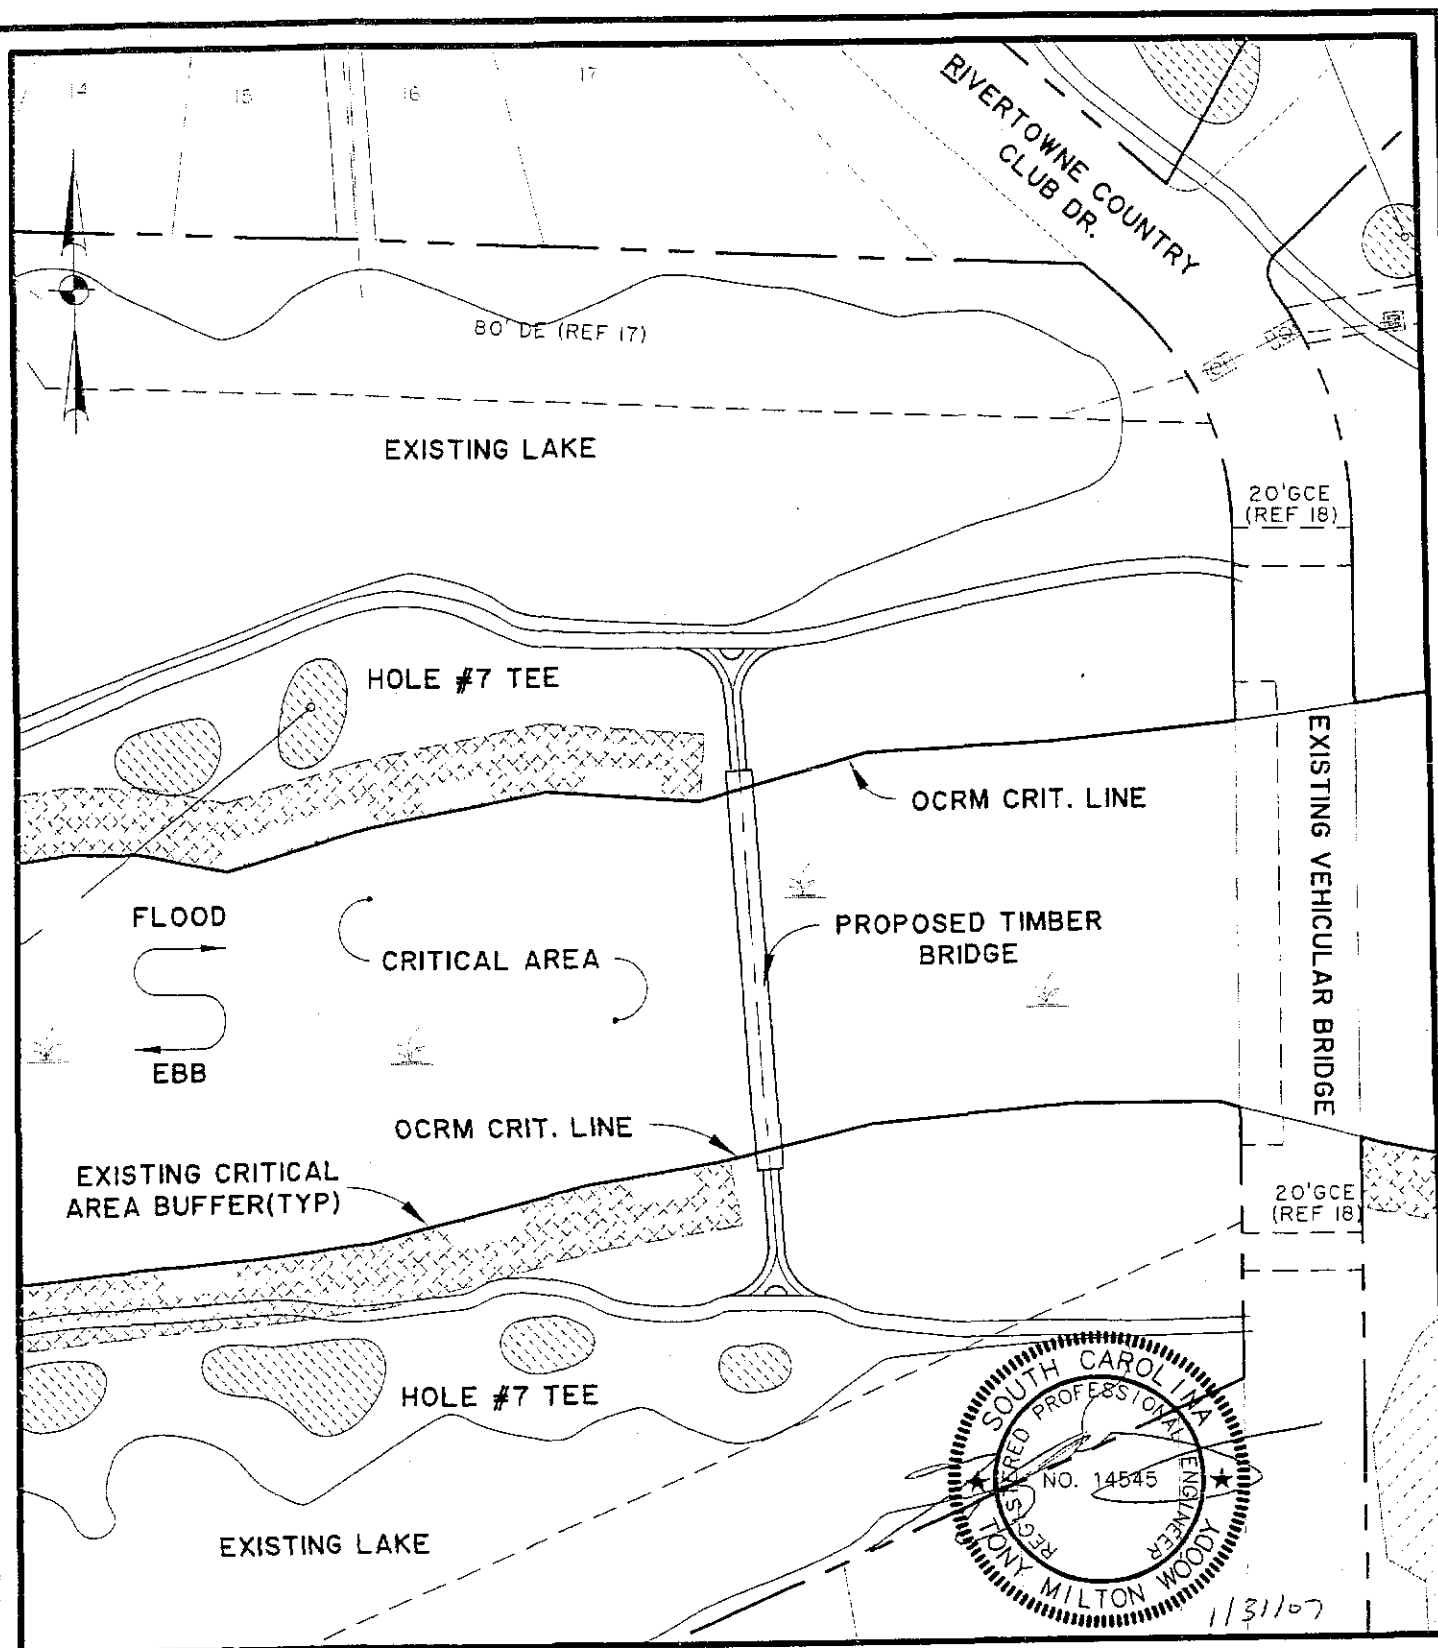 14
15
16
17
RIVERTOWNE COUNTRY
CLUB DR.
80' DE (REF 17)
EXISTING LAKE
20'GCE
(REF 18)
HOLE #7 TEE
OCRM CRIT. LINE
EXISTING VEHICULAR BRIDGE
FLOOD
CRITICAL AREA
PROPOSED TIMBER
BRIDGE
EBB
OCRM CRIT. LINE
EXISTING CRITICAL
AREA BUFFER(TYP)
20'GCE
(REF 18)
HOLE #7 TEE
EXISTING LAKE
SOUTH CAROLINA
REGISTERED PROFESSIONAL ENGINEER
NO. 14545
TONY MILTON WOODY
1/31/07